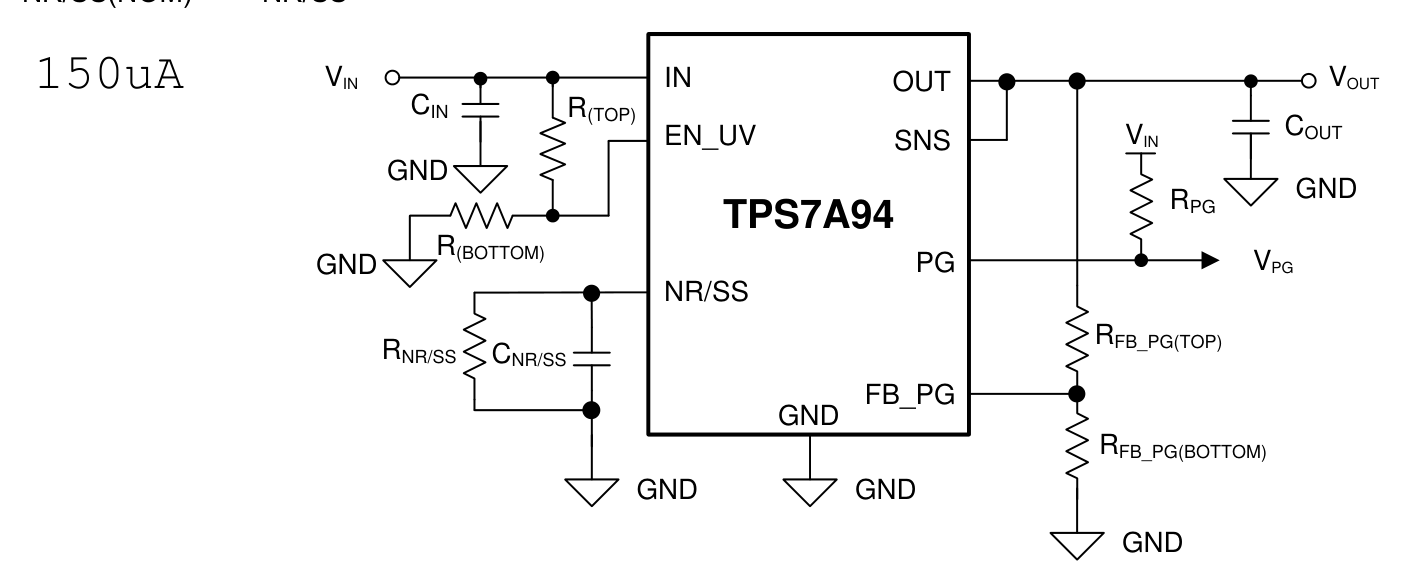 150uA
VIN
CIN
GND
R(TOP)
R(BOTTOM)
GND
RNR/SS
CNR/SS
GND
IN
EN_UV
NR/SS
TPS7A94
OUT
SNS
PG
FB_PG
GND
GND
VOUT
COUT
GND
VIN
RPG
VPG
RFB_PG(TOP)
RFB_PG(BOTTOM)
GND